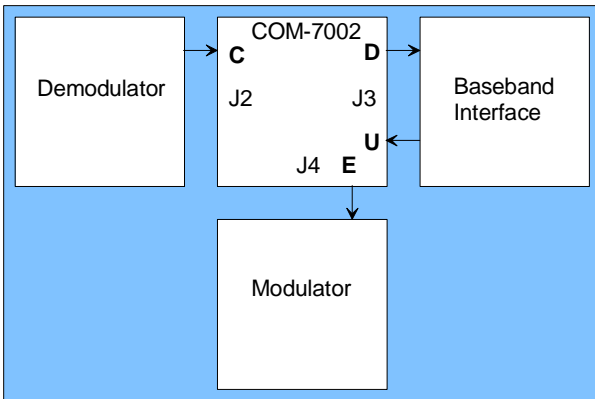 COM-7002
C
D
Demodulator
J2
J3
Baseband
Interface
U
J4
E
Modulator